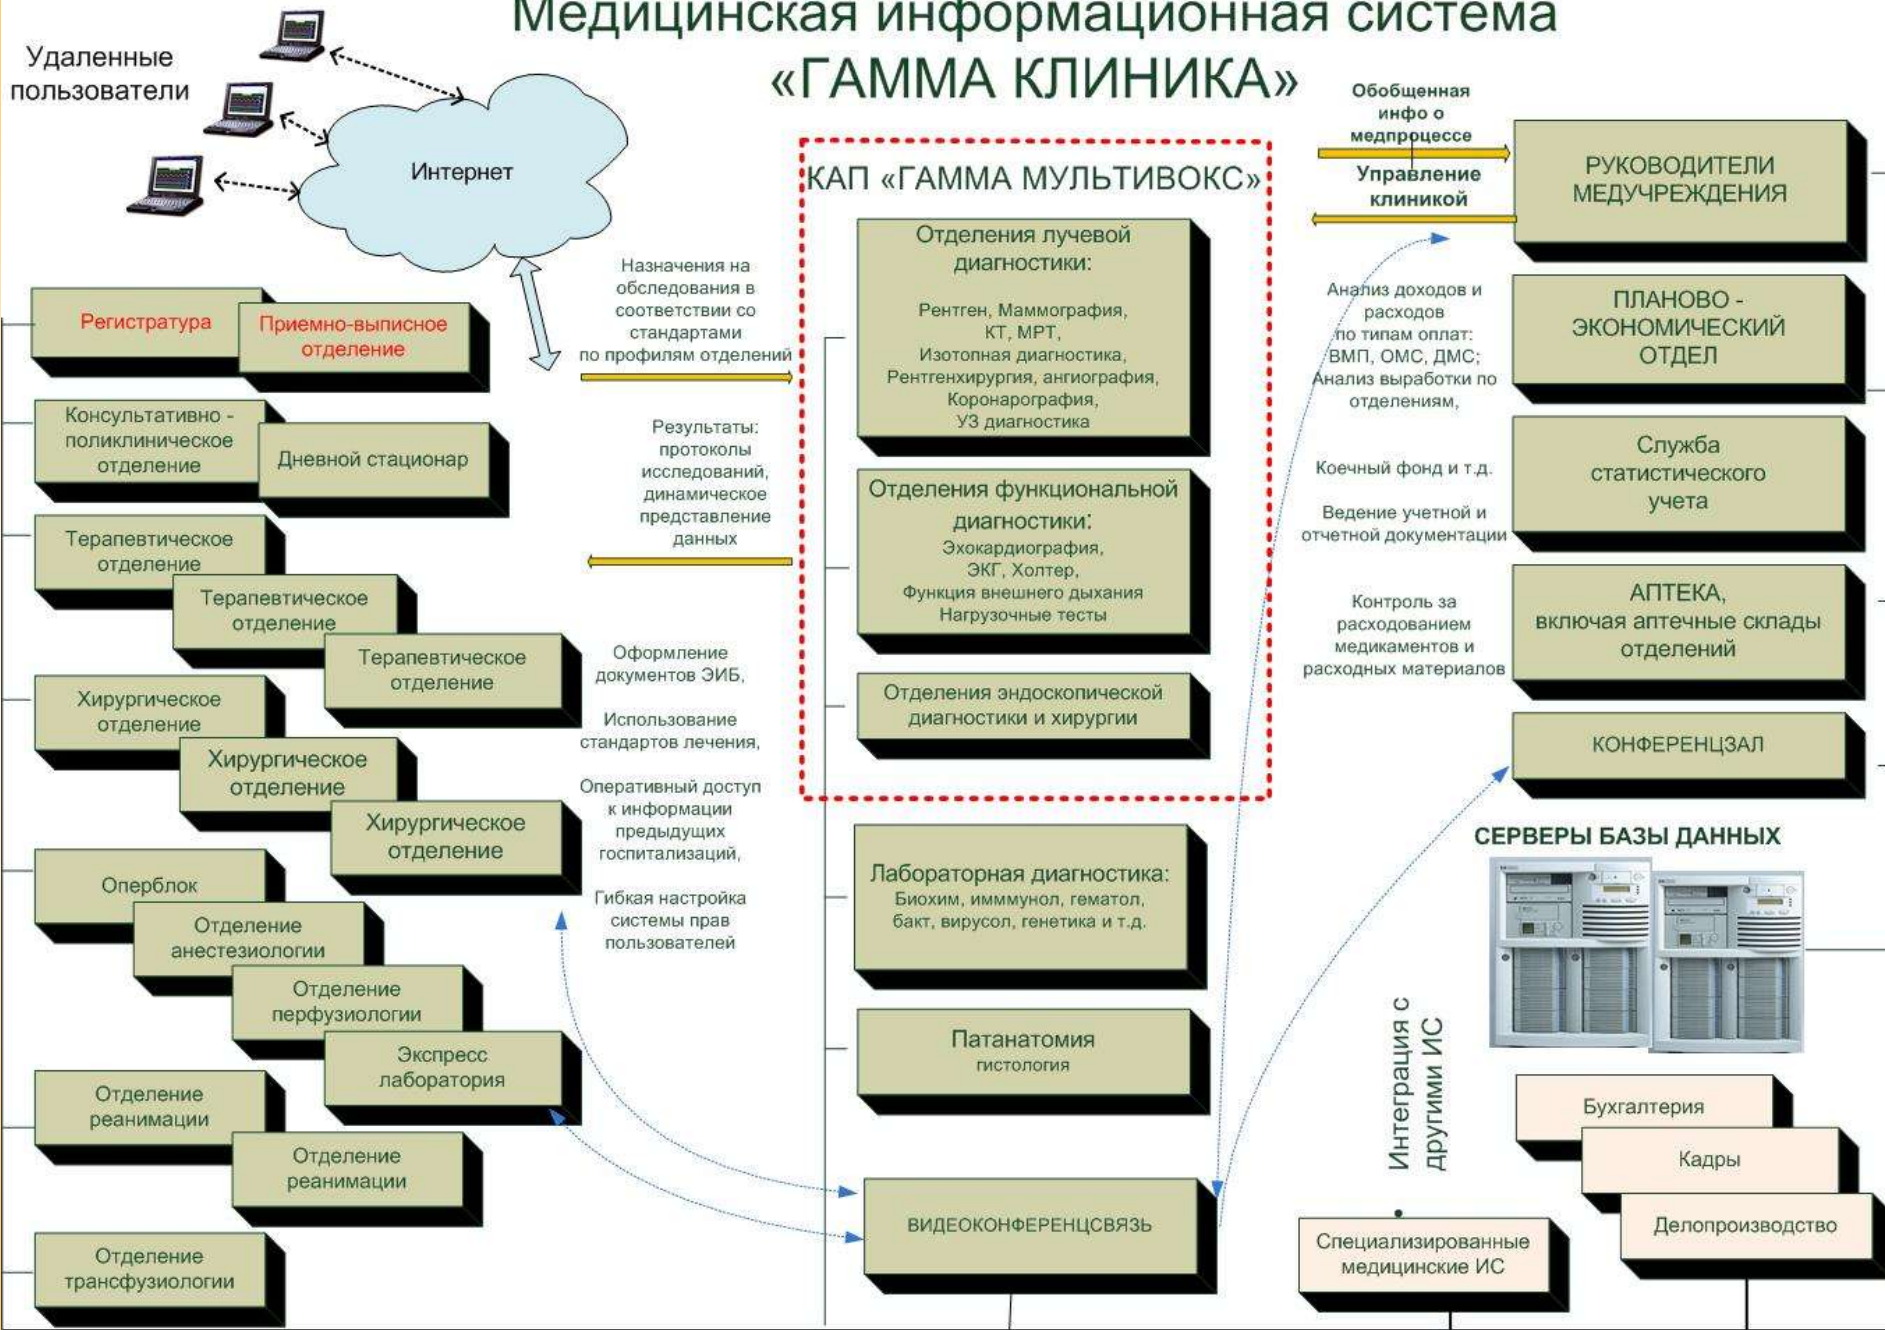 Медицинская информационная система
«ГАММА КЛИНИКА»
Удаленные
пользователи
Интернет
Регистратура
Приемно-выписное
отделение
Консультативно -
поликлиническое
отделение
Дневной стационар
Терапевтическое
отделение
Терапевтическое
отделение
Терапевтическое
отделение
Хирургическое
отделение
Хирургическое
отделение
Хирургическое
отделение
Оперблок
Отделение
анестезиологии
Отделение
перфузиологии
Экспресс
лаборатория
Отделение
реанимации
Отделение
реанимации
Отделение
трансфузиологии
Назначения на
обследования в
соответствии со
стандартами
по профилям отделений
Результаты:
протоколы
исследований,
динамическое
представление
данных
Оформление
документов ЭИБ,
Использование
стандартов лечения,
Оперативный доступ
к информации
предыдущих
госпитализаций,
Гибкая настройка
системы прав
пользователей
КАП «ГАММА МУЛЬТИВОКС»
Отделения лучевой
диагностики:
Рентген, Маммография,
КТ, МРТ,
Изотопная диагностика,
Рентгенхирургия, ангиография,
Коронарография,
УЗ диагностика
Отделения функциональной
диагностики:
Эхокардиография,
ЭКГ, Холтер,
Функция внешнего дыхания
Нагрузочные тесты
Отделения эндоскопической
диагностики и хирургии
Лабораторная диагностика:
Биохим, имммунол, гематол,
бакт, вирусол, генетика и т.д.
Патанатомия
гистология
ВИДЕОКОНФЕРЕНЦСВЯЗЬ
Обобщенная
инфо о
медпроцессе
Управление
клиникой
Анализ доходов и
расходов
по типам оплат:
ВМП, ОМС, ДМС;
Анализ выработки по
отделениям,
Коечный фонд и т.д.
Ведение учетной и
отчетной документации
Контроль за
расходованием
медикаментов и
расходных материалов
РУКОВОДИТЕЛИ
МЕДУЧРЕЖДЕНИЯ
ПЛАНОВО -
ЭКОНОМИЧЕСКИЙ
ОТДЕЛ
Служба
статистического
учета
АПТЕКА,
включая аптечные склады
отделений
КОНФЕРЕНЦЗАЛ
СЕРВЕРЫ БАЗЫ ДАННЫХ
Интеграция с
другими ИС
Бухгалтерия
Кадры
Делопроизводство
Специализированные
медицинские ИС